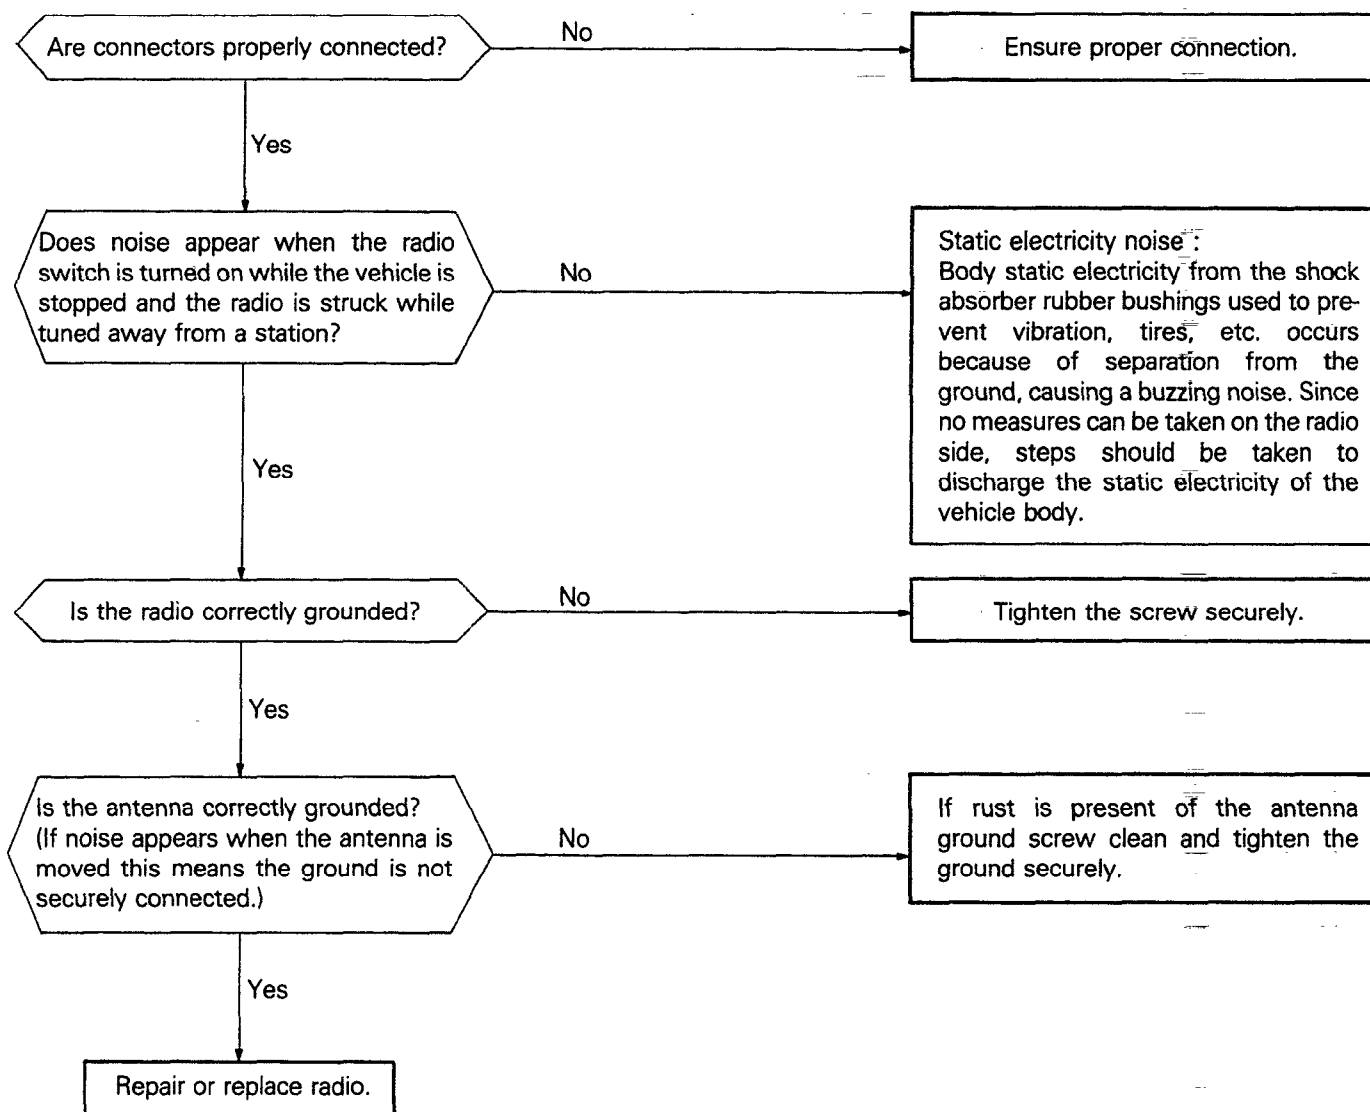 Are connectors properly connected?
No
Ensure proper connection.
Yes
Does noise appear when the radio
switch is turned on while the vehicle is
stopped and the radio is struck while
tuned away from a station?
No
Static electricity noise :
Body static electricity from the shock
absorber rubber bushings used to pre-
vent vibration, tires, etc. occurs
because of separation from the
ground, causing a buzzing noise. Since
no measures can be taken on the radio
side, steps should be taken to
discharge the static electricity of the
vehicle body.
Yes
Is the radio correctly grounded?
No
Tighten the screw securely.
Yes
Is the antenna correctly grounded?
(If noise appears when the antenna is
moved this means the ground is not
securely connected.)
No
If rust is present of the antenna
ground screw clean and tighten the
ground securely.
Yes
Repair or replace radio.